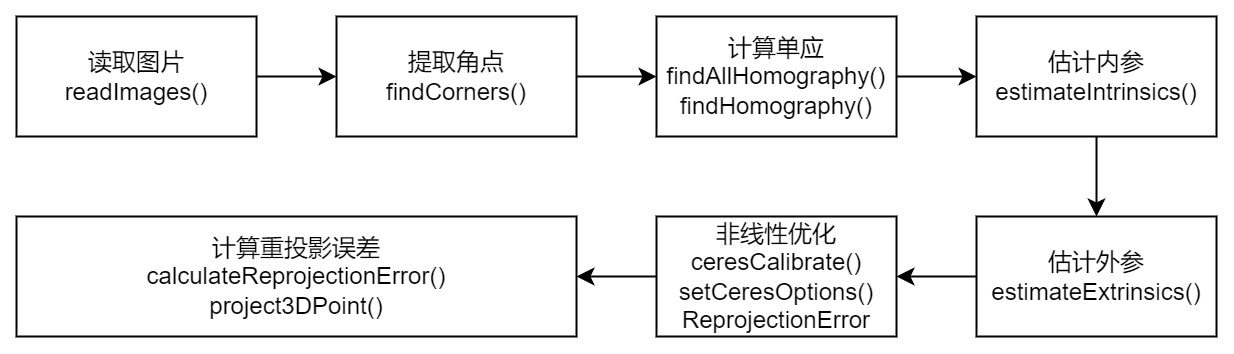 读取图片
readImages()
提取角点
findCorners()
计算单应
findAllHomography()
findHomography()
估计内参
estimateIntrinsics()
估计外参
estimateExtrinsics()
非线性优化
ceresCalibrate()
setCeresOptions()
ReprojectionError
计算重投影误差
calculateReprojectionError()
project3DPoint()